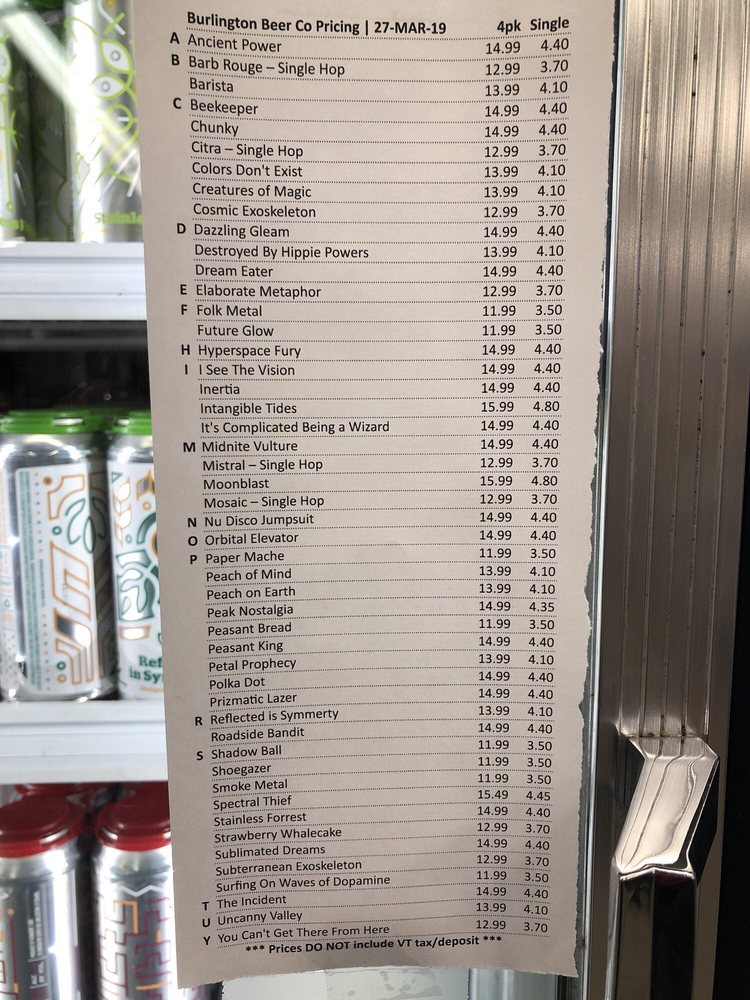 Burlington Beer Co Pricing | 27-MAR-19 4pk Single
A Ancient Power 14.99 4.40
B Barb Rouge – Single Hop 12.99 3.70
Barista 13.99 4.10
C Beekeeper 14.99 4.40
Chunky 14.99 4.40
Citra – Single Hop 12.99 3.70
Colors Don't Exist 13.99 4.10
Creatures of Magic 13.99 4.10
Cosmic Exoskeleton 12.99 3.70
D Dazzling Gleam 14.99 4.40
Destroyed By Hippie Powers 13.99 4.10
Dream Eater 14.99 4.40
E Elaborate Metaphor 12.99 3.70
F Folk Metal 11.99 3.50
Future Glow 11.99 3.50
H Hyperspace Fury 14.99 4.40
I I See The Vision 14.99 4.40
Inertia 14.99 4.40
Intangible Tides 15.99 4.80
It's Complicated Being a Wizard 14.99 4.40
M Midnite Vulture 14.99 4.40
Mistral – Single Hop 12.99 3.70
Moonblast 15.99 4.80
Mosaic – Single Hop 12.99 3.70
N Nu Disco Jumpsuit 14.99 4.40
O Orbital Elevator 14.99 4.40
P Paper Mache 11.99 3.50
Peach of Mind 13.99 4.10
Peach on Earth 13.99 4.10
Peak Nostalgia 14.99 4.35
Peasant Bread 11.99 3.50
Peasant King 14.99 4.40
Petal Prophecy 13.99 4.10
Polka Dot 14.99 4.40
Prizmatic Lazer 14.99 4.40
R Reflected is Symmerty 13.99 4.10
Roadside Bandit 14.99 4.40
S Shadow Ball 11.99 3.50
Shoegazer 11.99 3.50
Smoke Metal 11.99 3.50
Spectral Thief 15.49 4.45
Stainless Forrest 14.99 4.40
Strawberry Whalecake 12.99 3.70
Sublimated Dreams 14.99 4.40
Subterranean Exoskeleton 12.99 3.70
Surfing On Waves of Dopamine 11.99 3.50
T The Incident 14.99 4.40
U Uncanny Valley 13.99 4.10
Y You Can't Get There From Here 12.99 3.70
*** Prices DO NOT include VT tax/deposit ***
Ref
in Sy